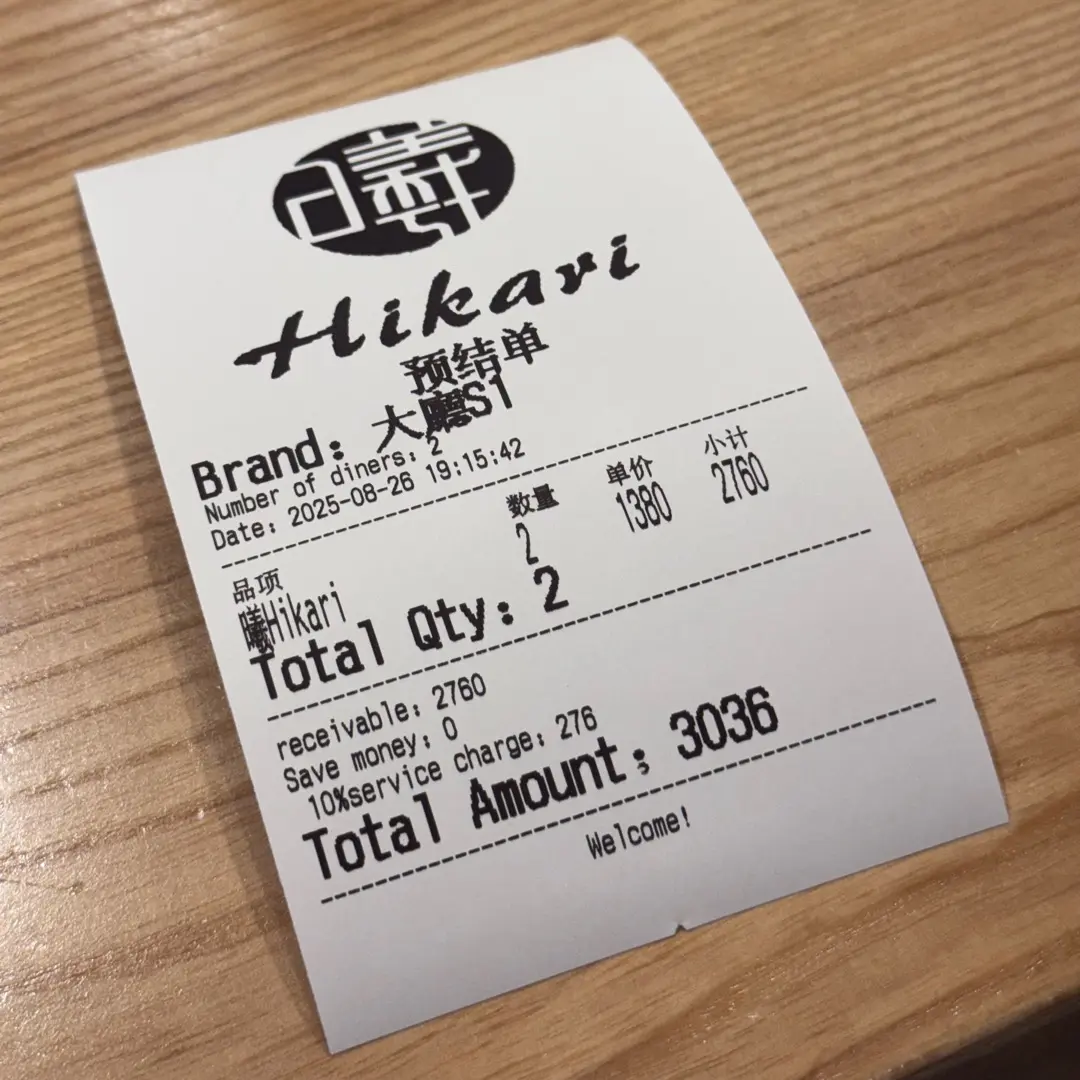 曦
Hikari
预结单
Brand: 大廳S1
Number of diners: 2
Date: 2025-08-26 19:15:42
品项 数量 单价 小计
曦Hikari 2 1380 2760
Total Qty: 2
receivable: 2760
Save money: 0
10%service charge: 276
Total Amount: 3036
Welcome!